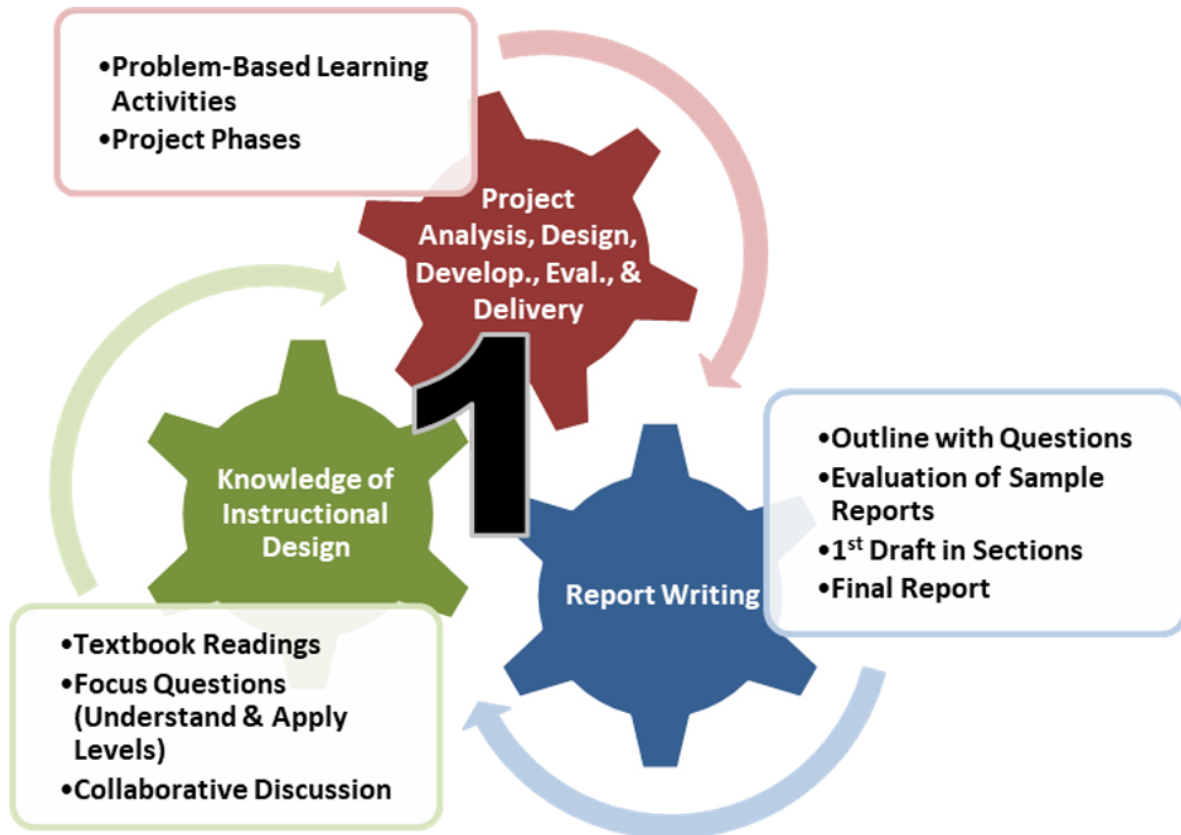 •Problem-Based Learning
Activities
•Project Phases
Project
Analysis, Design,
Develop., Eval., &
Delivery
1
Knowledge of
Instructional
Design
•Textbook Readings
•Focus Questions
(Understand & Apply
Levels)
•Collaborative Discussion
Report Writing
•Outline with Questions
•Evaluation of Sample
Reports
•1st Draft in Sections
•Final Report